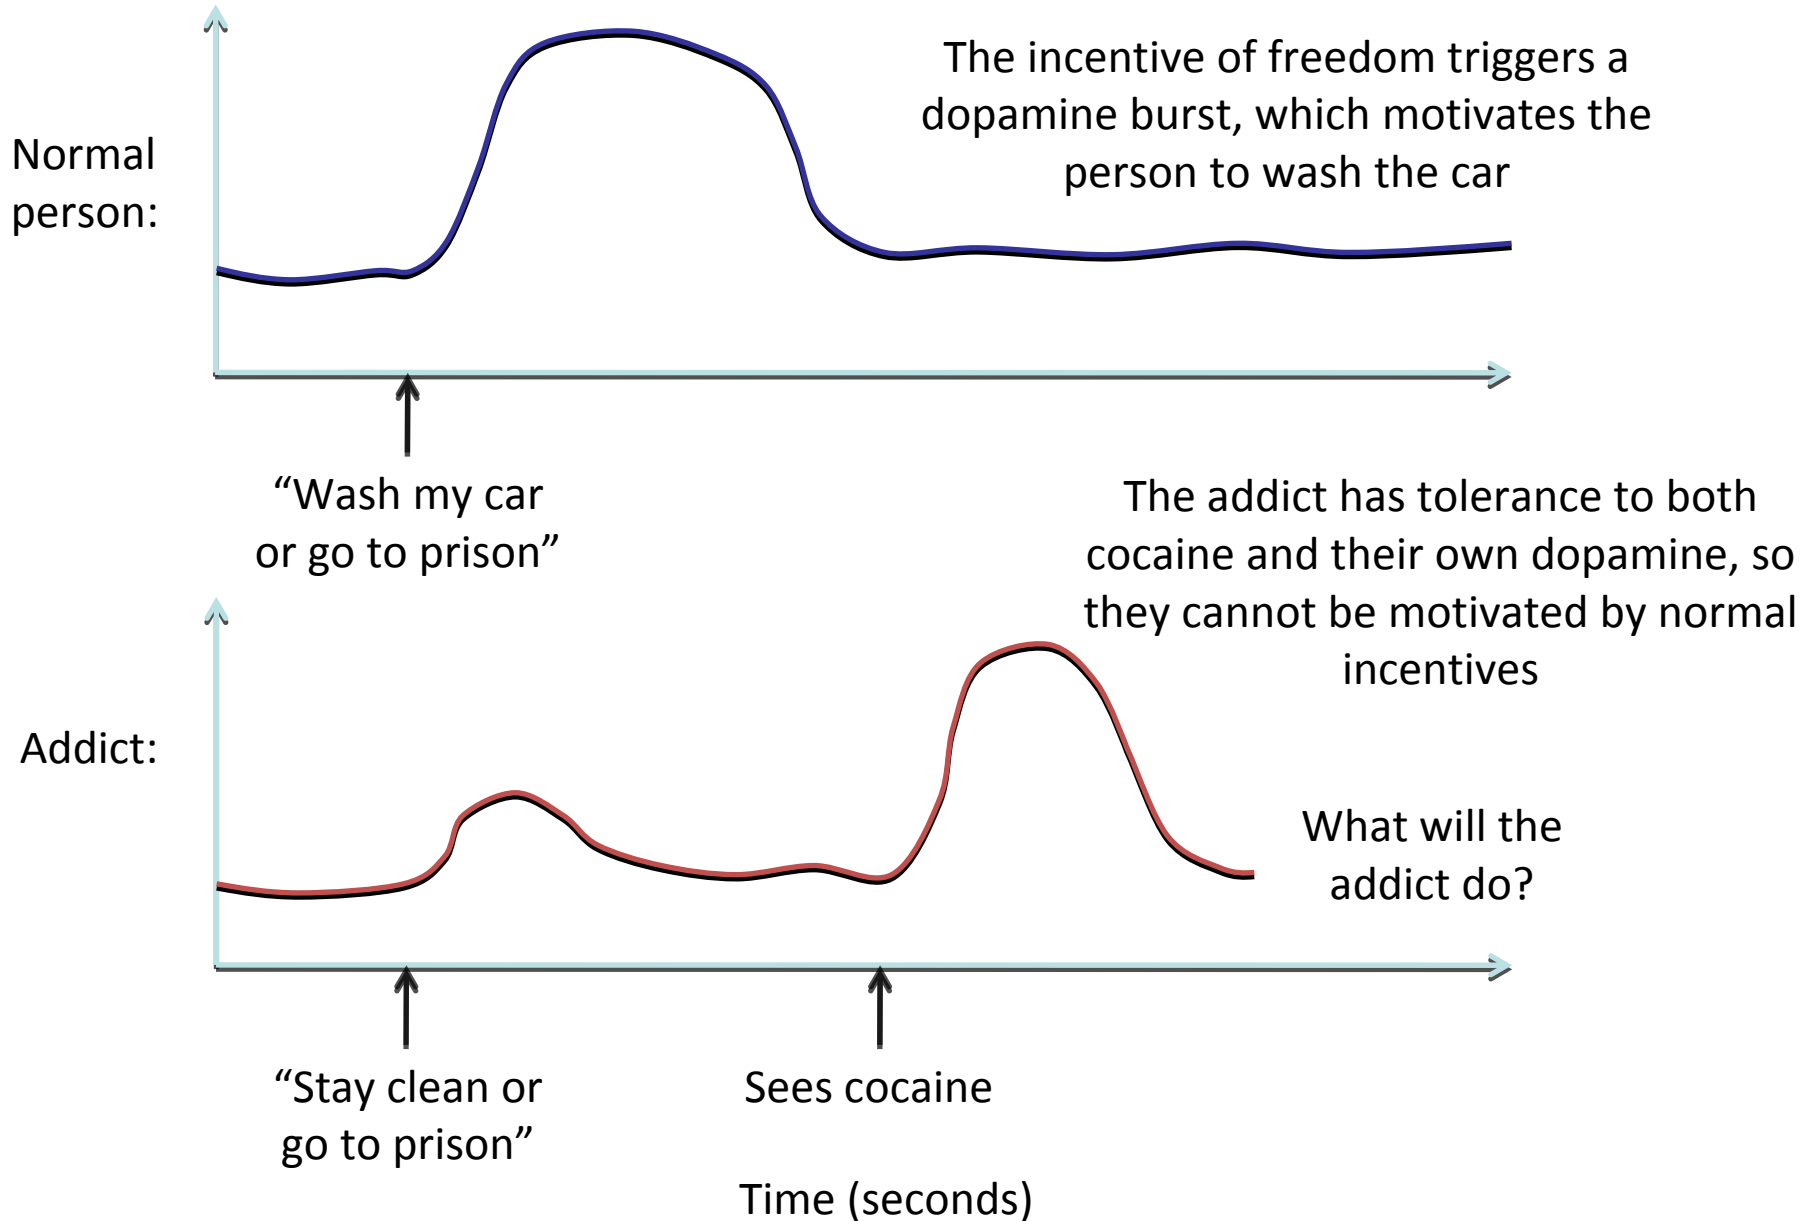 The incentive of freedom triggers a
dopamine burst, which motivates the
person to wash the car
Normal
person:
“Wash my car
or go to prison”
The addict has tolerance to both
cocaine and their own dopamine, so
they cannot be motivated by normal
incentives
Addict:
What will the
addict do?
“Stay clean or
go to prison”
Sees cocaine
Time (seconds)